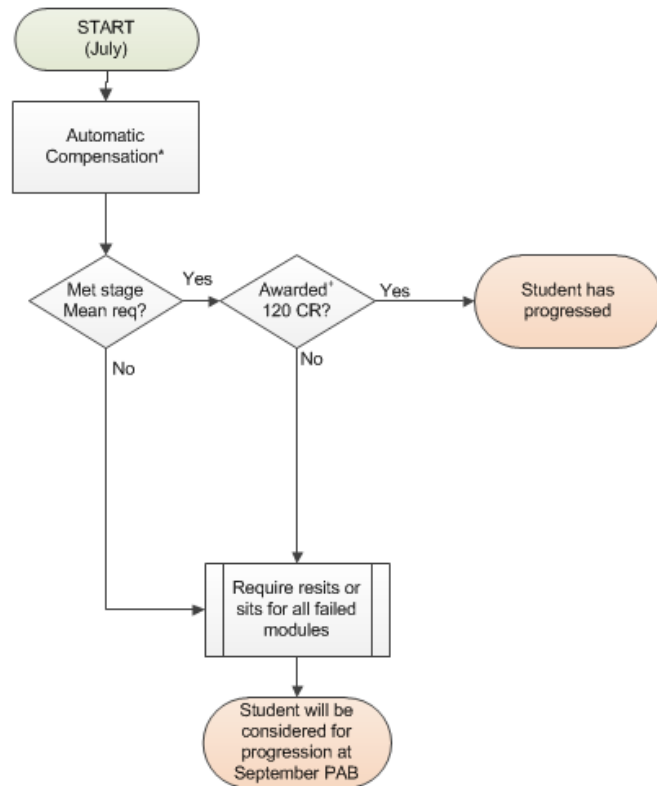 START
(July)
Automatic
Compensation*
Met stage
Mean req?
Yes
Awarded⁺
120 CR?
Yes
Student has
progressed
No
No
Require resits or
sits for all failed
modules
Student will be
considered for
progression at
September PAB